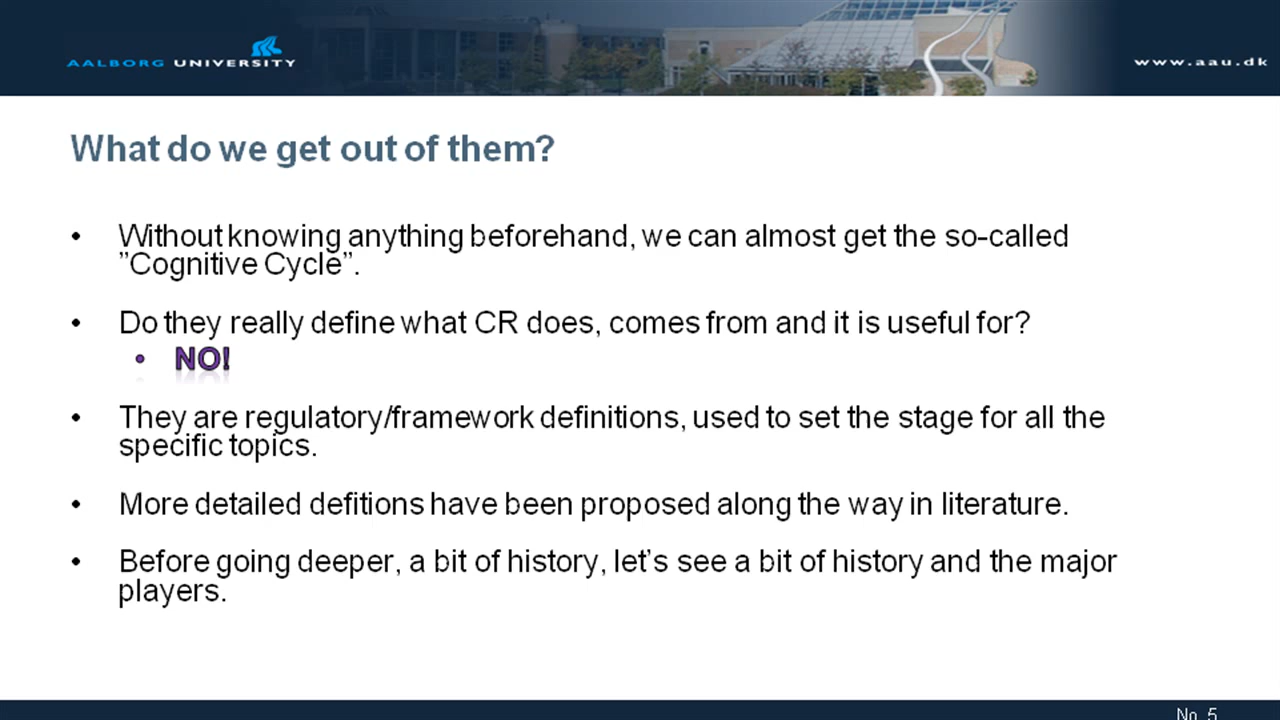 AALBORG UNIVERSITY
www.aau.dk
What do we get out of them?
• Without knowing anything beforehand, we can almost get the so-called
”Cognitive Cycle”.
• Do they really define what CR does, comes from and it is useful for?
• NO!
• They are regulatory/framework definitions, used to set the stage for all the
specific topics.
• More detailed defitions have been proposed along the way in literature.
• Before going deeper, a bit of history, let’s see a bit of history and the major
players.
No. 5